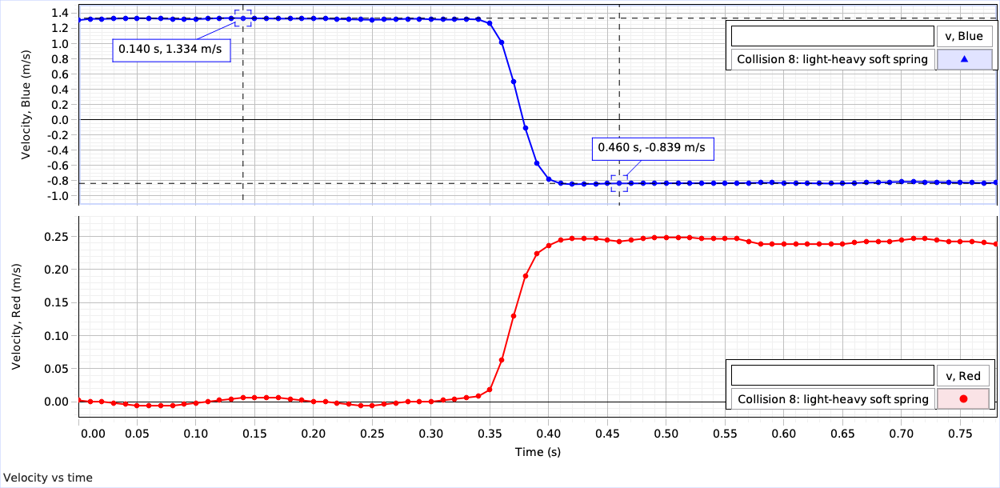 Velocity, Blue (m/s)
1.4
1.2
1.0
0.8
0.6
0.4
0.2
0.0
-0.2
-0.4
-0.6
-0.8
-1.0
0.140 s, 1.334 m/s
0.460 s, -0.839 m/s
v, Blue
Collision 8: light-heavy soft spring
Velocity, Red (m/s)
0.25
0.20
0.15
0.10
0.05
0.00
v, Red
Collision 8: light-heavy soft spring
0.00 0.05 0.10 0.15 0.20 0.25 0.30 0.35 0.40 0.45 0.50 0.55 0.60 0.65 0.70 0.75
Time (s)
Velocity vs time